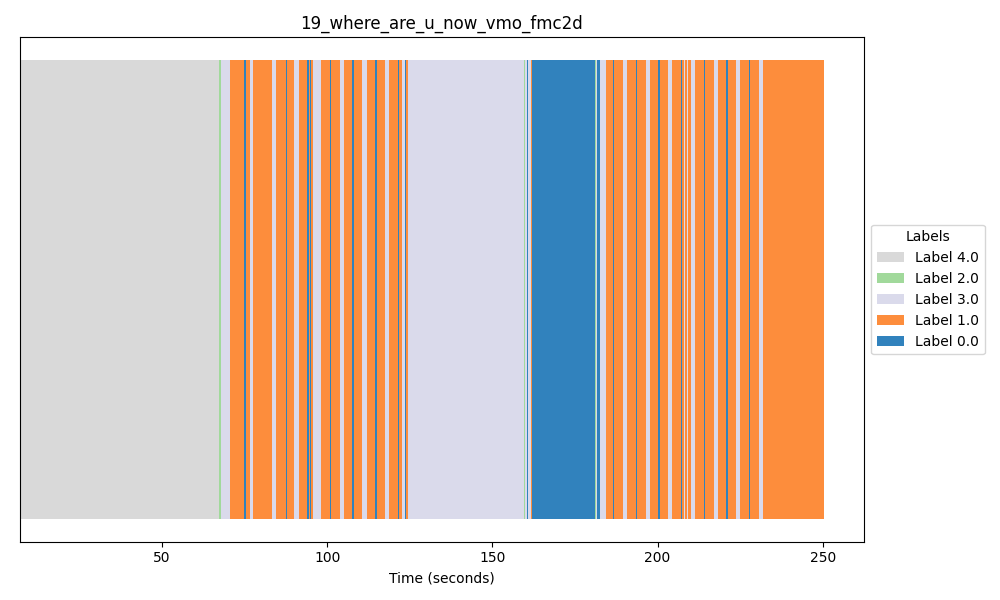 19_where_are_u_now_vmo_fmc2d
Labels
Label 4.0
Label 2.0
Label 3.0
Label 1.0
Label 0.0
50 100 150 200 250
Time (seconds)